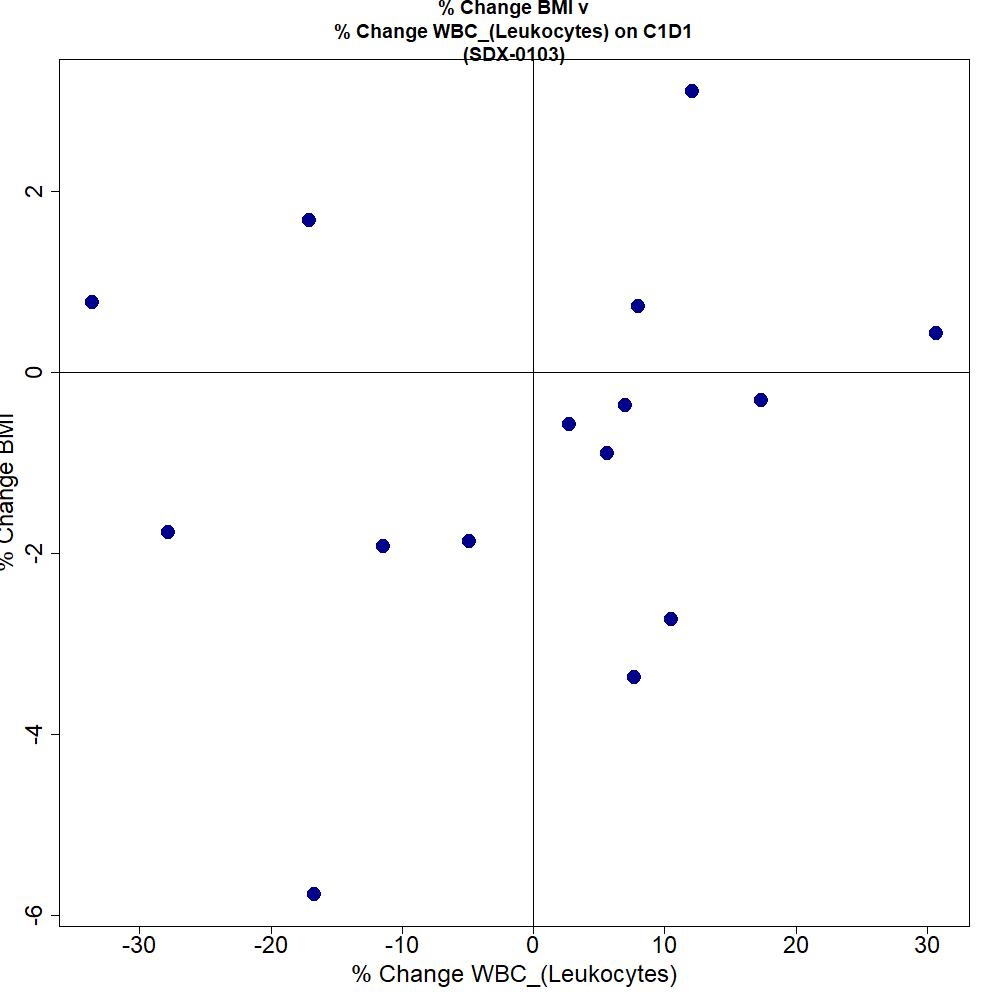 % Change BMI v
% Change WBC_(Leukocytes) on C1D1
(SDX-0103)
2
0
-2
-4
-6
% Change BMI
-30
-20
-10
0
10
20
30
% Change WBC_(Leukocytes)